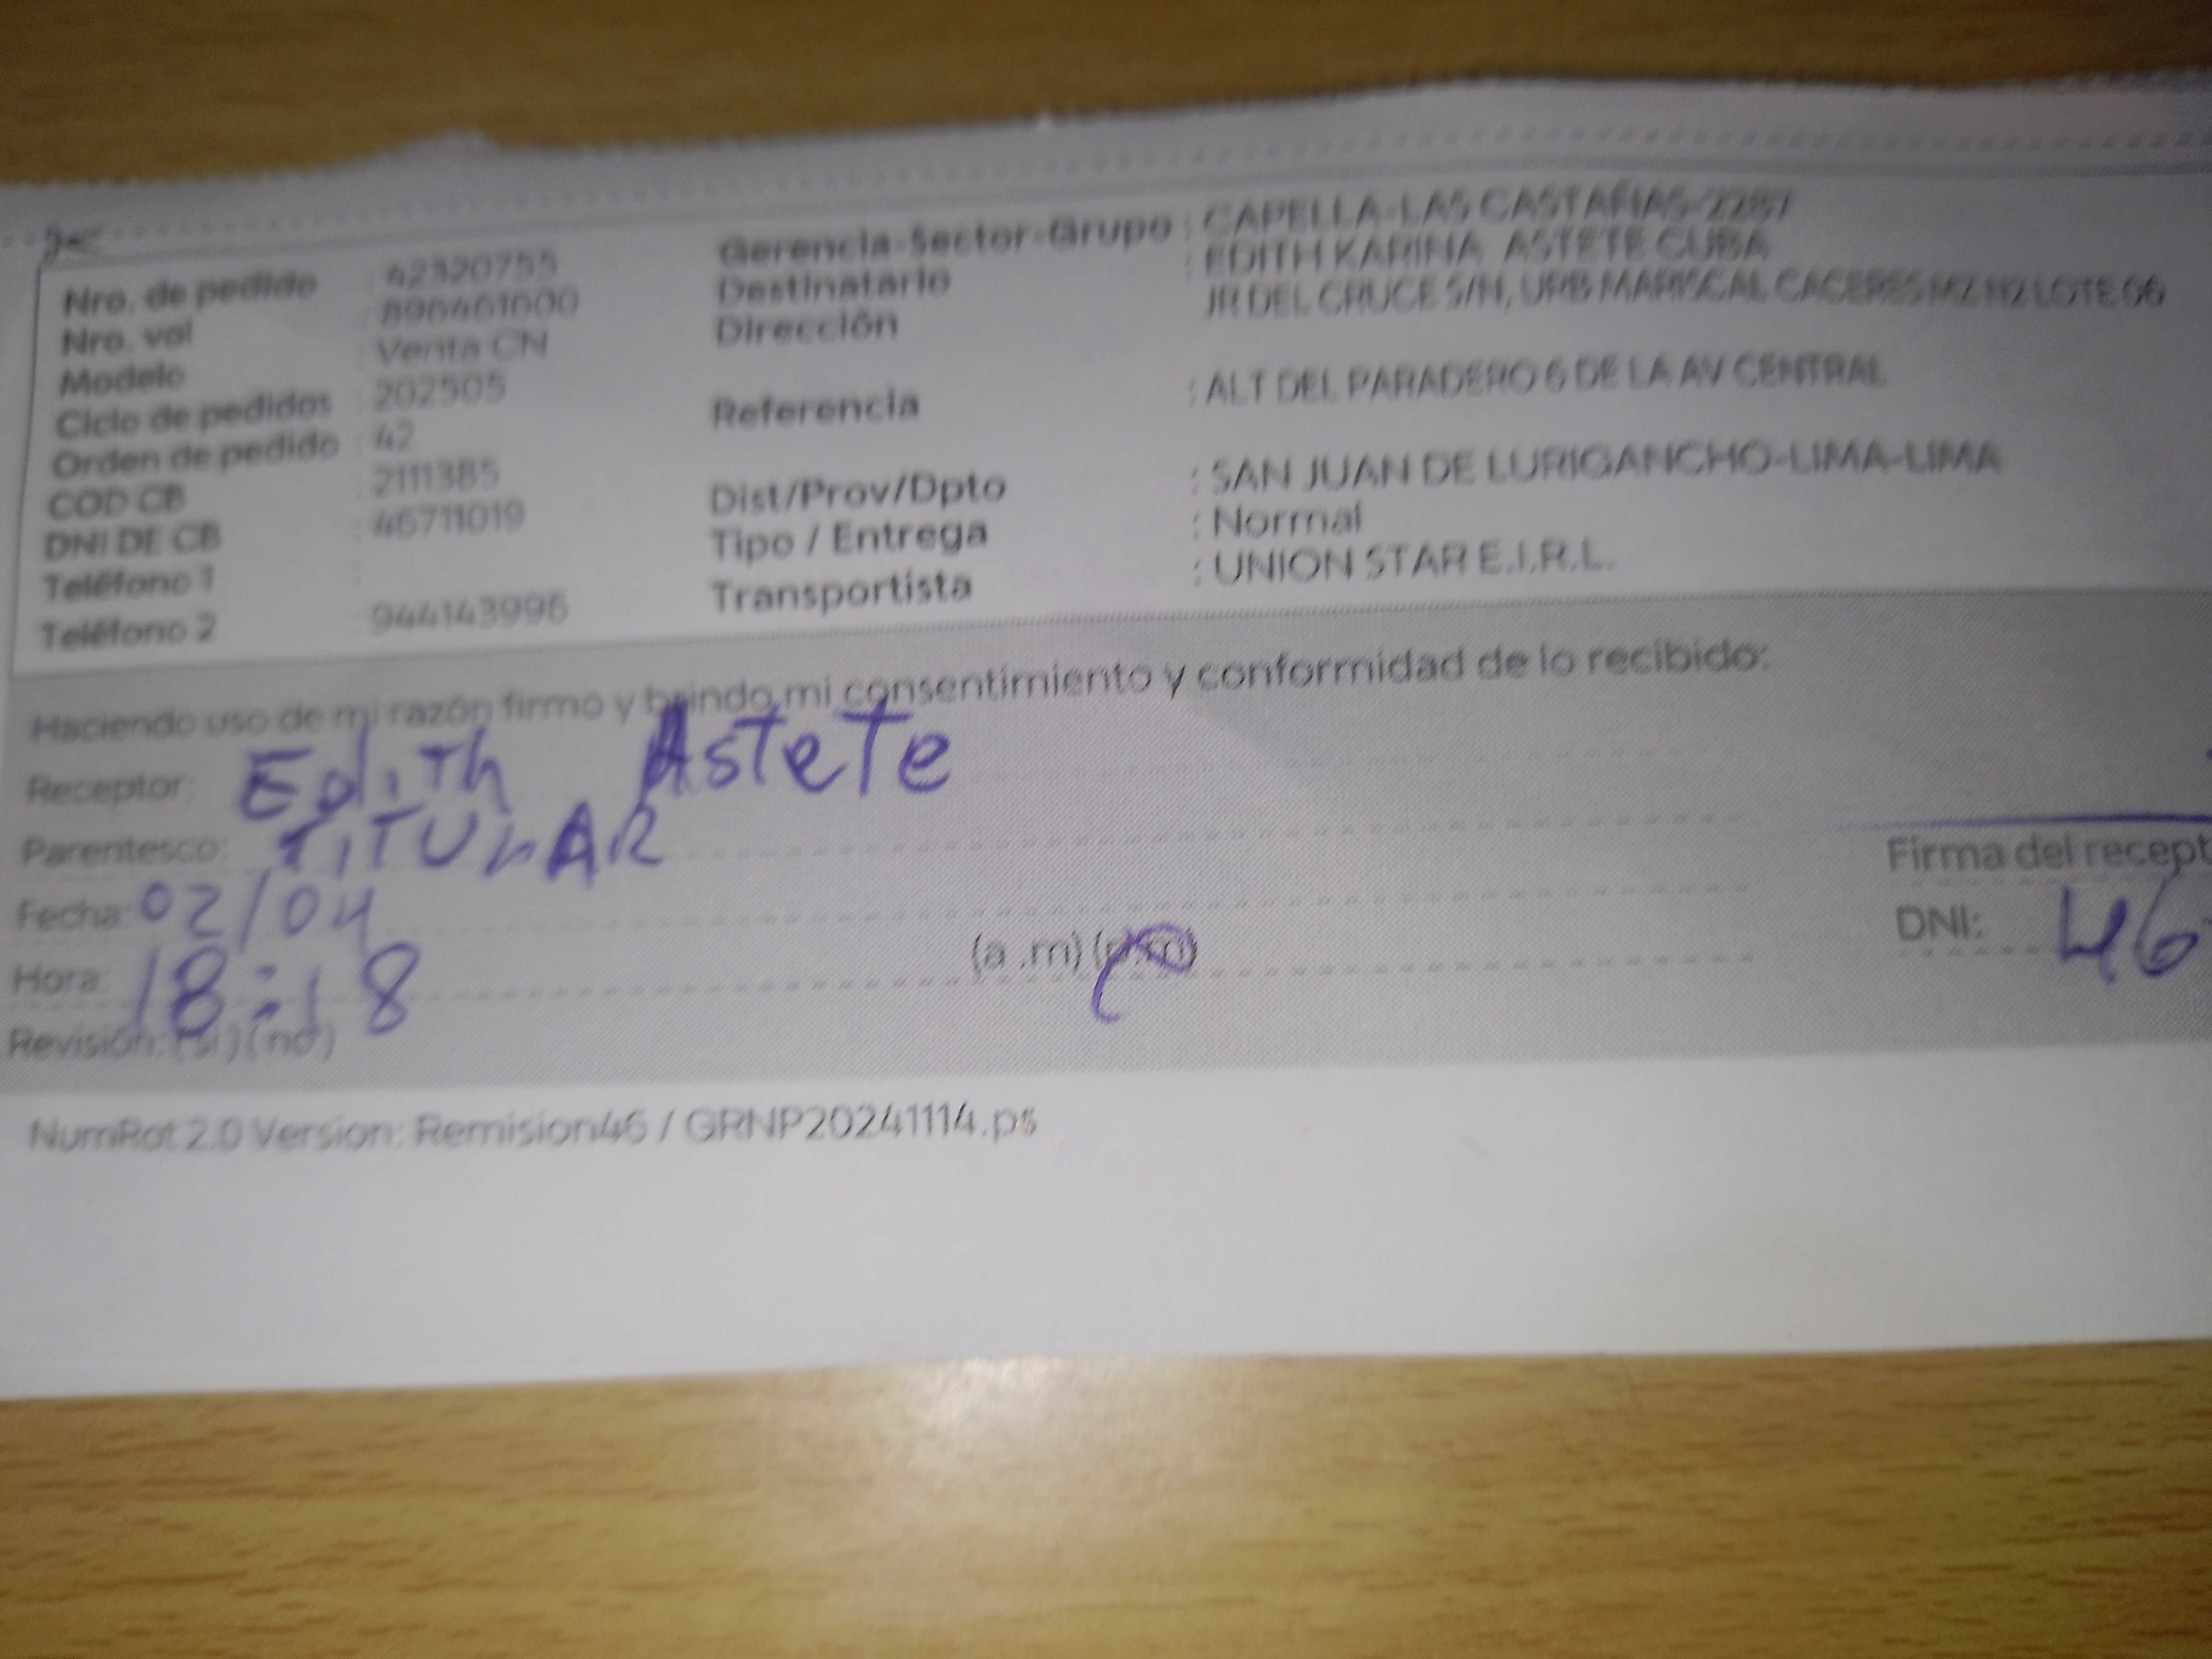 Nro. de pedido : 42320755 Gerencia-Sector-Grupo : CAPELLA-LAS CASTAÑAS-2287
Nro. val : 896461600 Destinatario : EDITH KARINA ASTETE CUBA
Modelo : Venta CN Dirección JR DEL CRUCE S/N, URB MARISCAL CACERES MZ N2 LOTE 06
Ciclo de pedidos : 202505 Referencia : ALT DEL PARADERO 6 DE LA AV CENTRAL
Orden de pedido : 42
COD CB : 2111385 Dist/Prov/Dpto : SAN JUAN DE LURIGANCHO-LIMA-LIMA
DNI DE CB : 46711019 Tipo / Entrega : Normal
Teléfono 1 : Transportista : UNION STAR E.I.R.L.
Teléfono 2 : 944143996
Haciendo uso de mi razón firmo y brindo mi consentimiento y conformidad de lo recibido:
Receptor: Edith Astete
Parentesco: TiTULAR
Firma del recept
Fecha: 02/04
DNI: 46
Hora: 18:18 (a .m) (p.m)
Revisión: (si) (no)
NumRot 2.0 Version: Remision46 / GRNP20241114.ps